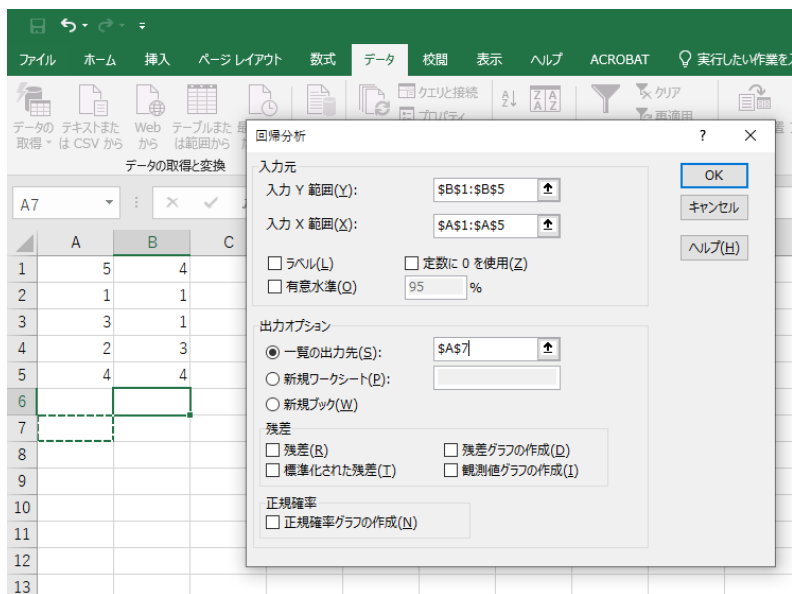 ファイル ホーム 挿入 ページ レイアウト 数式 データ 校閲 表示 ヘルプ ACROBAT 実行したい作業を
クエリと接続 クリア
プロパティ 再適用
データの テキストまた Web テーブルまた
取得 は CSV から から は範囲から
データの取得と変換
回帰分析 ? ×
入力元
入力 Y 範囲(Y): $B$1:$B$5 OK
入力 X 範囲(X): $A$1:$A$5 キャンセル
ヘルプ(H)
ラベル(L) 定数に 0 を使用(Z)
有意水準(O) 95 %
出力オプション
一覧の出力先(S): $A$7
新規ワークシート(P):
新規ブック(W)
残差
残差(R) 残差グラフの作成(D)
標準化された残差(T) 観測値グラフの作成(I)
正規確率
正規確率グラフの作成(N)
A7
A B C
1 5 4
2 1 1
3 3 1
4 2 3
5 4 4
6
7
8
9
10
11
12
13